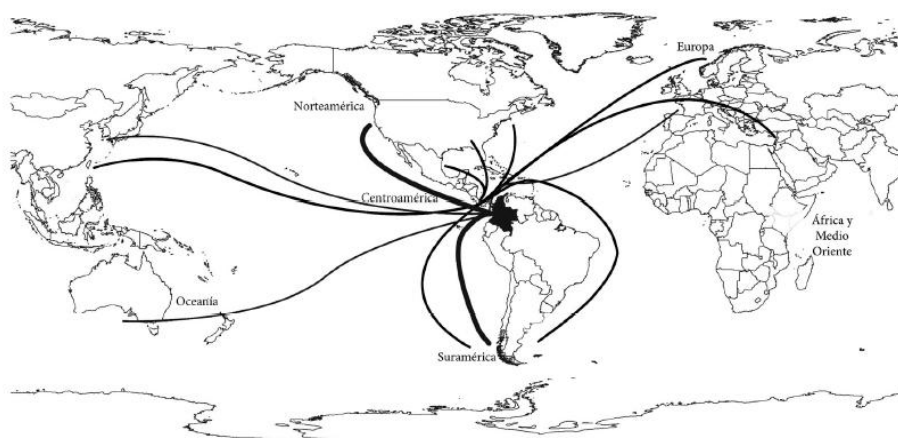 Europa
Norteamérica
Centroamérica
África y
Medio
Oriente
Oceanía
Suramérica